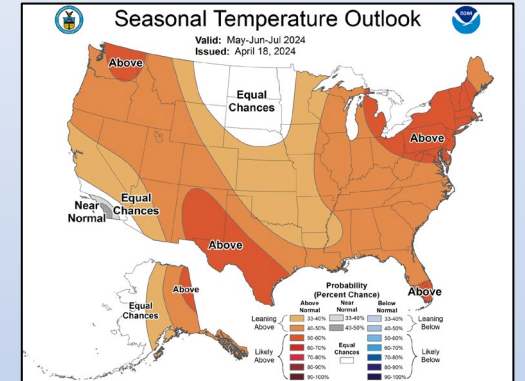 Seasonal Temperature Outlook
noaa
Valid: May-Jun-Jul 2024
Issued: April 18, 2024
Above
Equal
Chances
Above
Near
Normal
Equal
Chances
Above
Above
Above
Equal
Chances
Probability
(Percent Chance)
Above
Normal
Near
Normal
Below
Normal
Leaning
Above
33-40%
40-50%
33-40%
40-50%
33-40%
40-50%
Leaning
Below
Likely
Above
50-60%
60-70%
70-80%
80-90%
90-100%
Equal
Chances
50-60%
60-70%
70-80%
80-90%
90-100%
Likely
Below